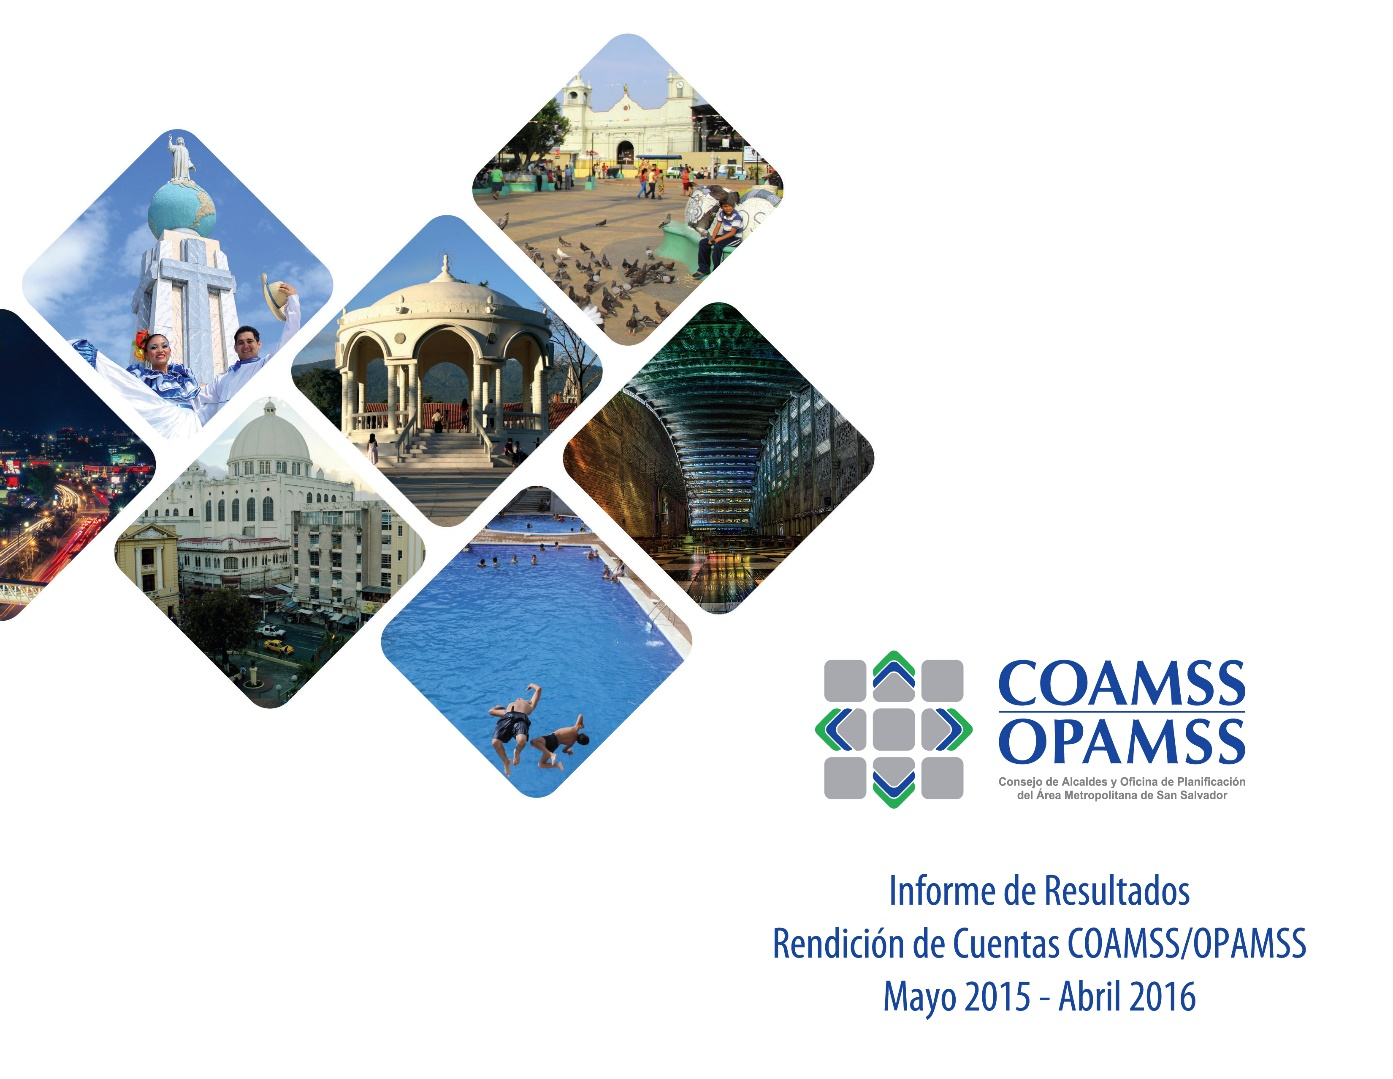 COAMSS
OPAMSS
Consejo de Alcaldes y Oficina de Planificación
del Área Metropolitana de San Salvador
Informe de Resultados
Rendición de Cuentas COAMSS/OPAMSS
Mayo 2015 - Abril 2016